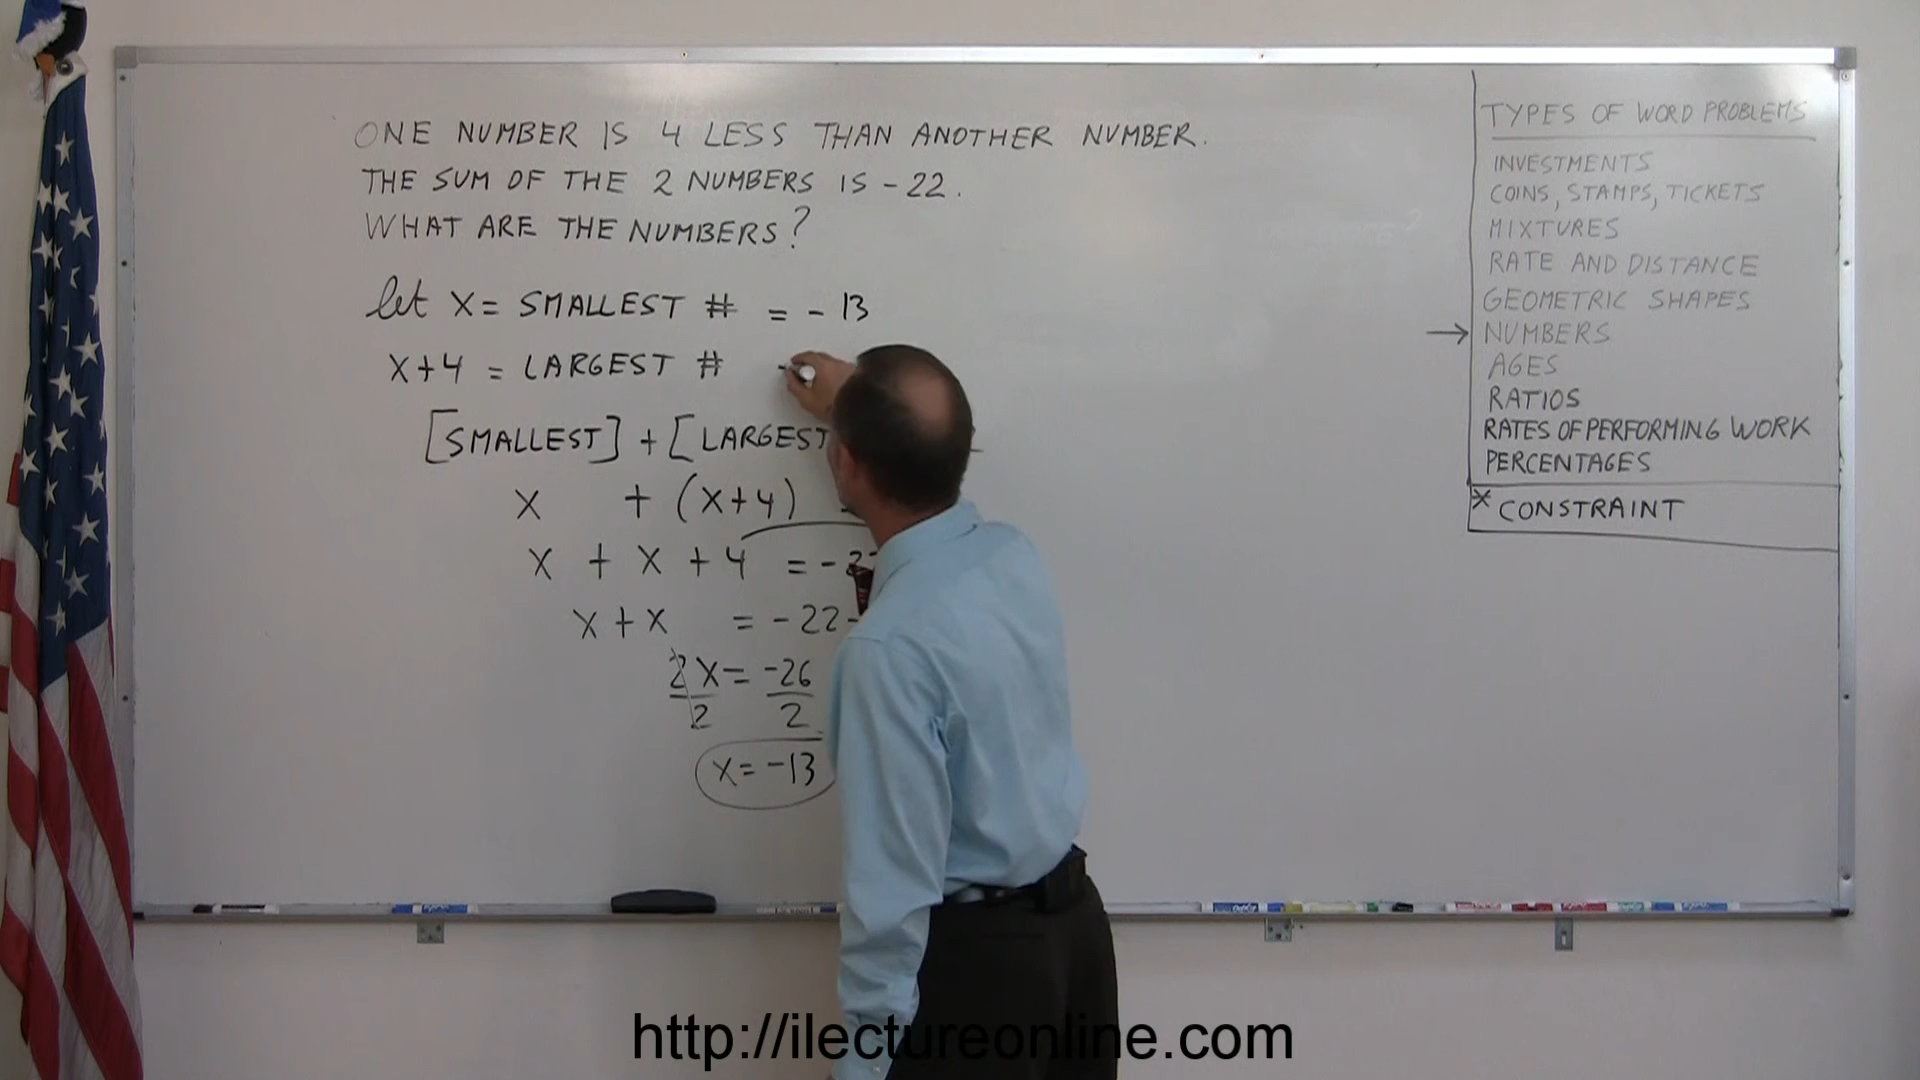 ONE NUMBER IS 4 LESS THAN ANOTHER NUMBER.
THE SUM OF THE 2 NUMBERS IS -22.
WHAT ARE THE NUMBERS?
let X = SMALLEST # = -13
X+4 = LARGEST #
[SMALLEST] + [LARGEST
X + (X+4)
X + X + 4 = -2
X + X = -22-
2X = -26
2 2
X = -13
TYPES OF WORD PROBLEMS
INVESTMENTS
COINS, STAMPS, TICKETS
MIXTURES
RATE AND DISTANCE
GEOMETRIC SHAPES
→ NUMBERS
AGES
RATIOS
RATES OF PERFORMING WORK
PERCENTAGES
* CONSTRAINT
http://ilectureonline.com